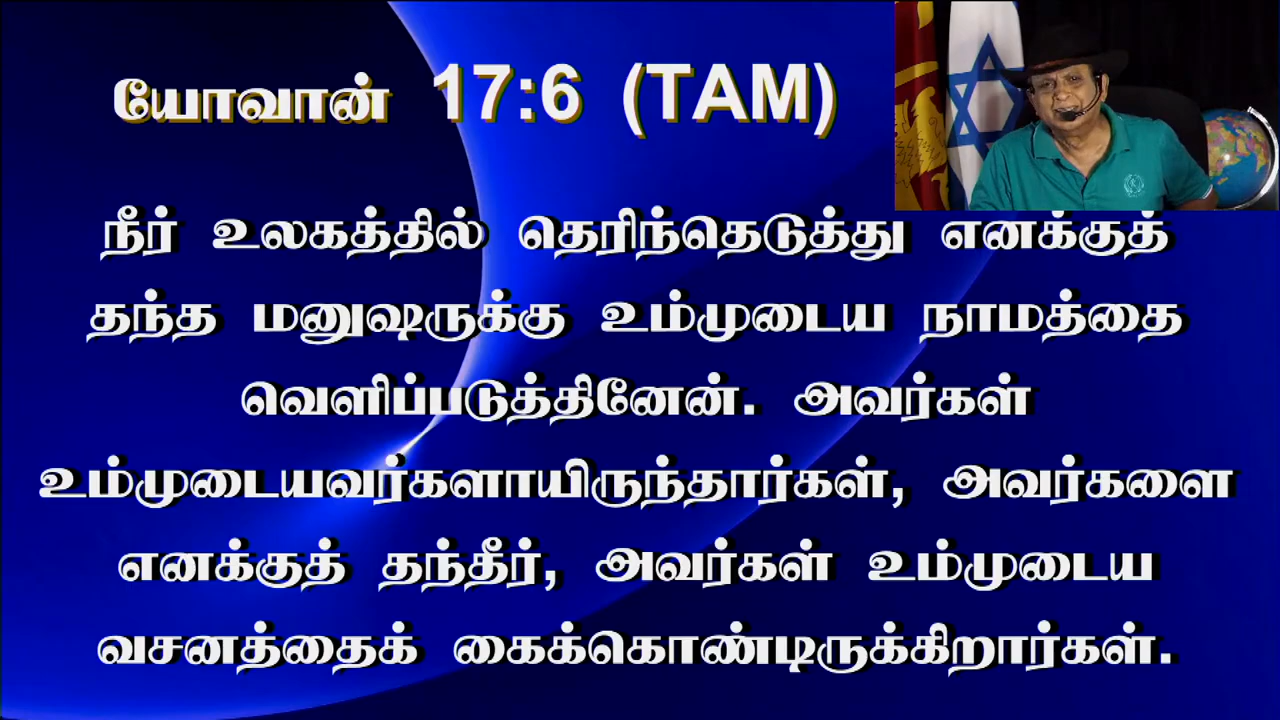 யோவான் 17:6 (TAM)
நீர் உலகத்தில் தெரிந்தெடுத்து எனக்குத்
தந்த மனுஷருக்கு உம்முடைய நாமத்தை
வெளிப்படுத்தினேன். அவர்கள்
உம்முடையவர்களாயிருந்தார்கள், அவர்களை
எனக்குத் தந்தீர், அவர்கள் உம்முடைய
வசனத்தைக் கைக்கொண்டிருக்கிறார்கள்.